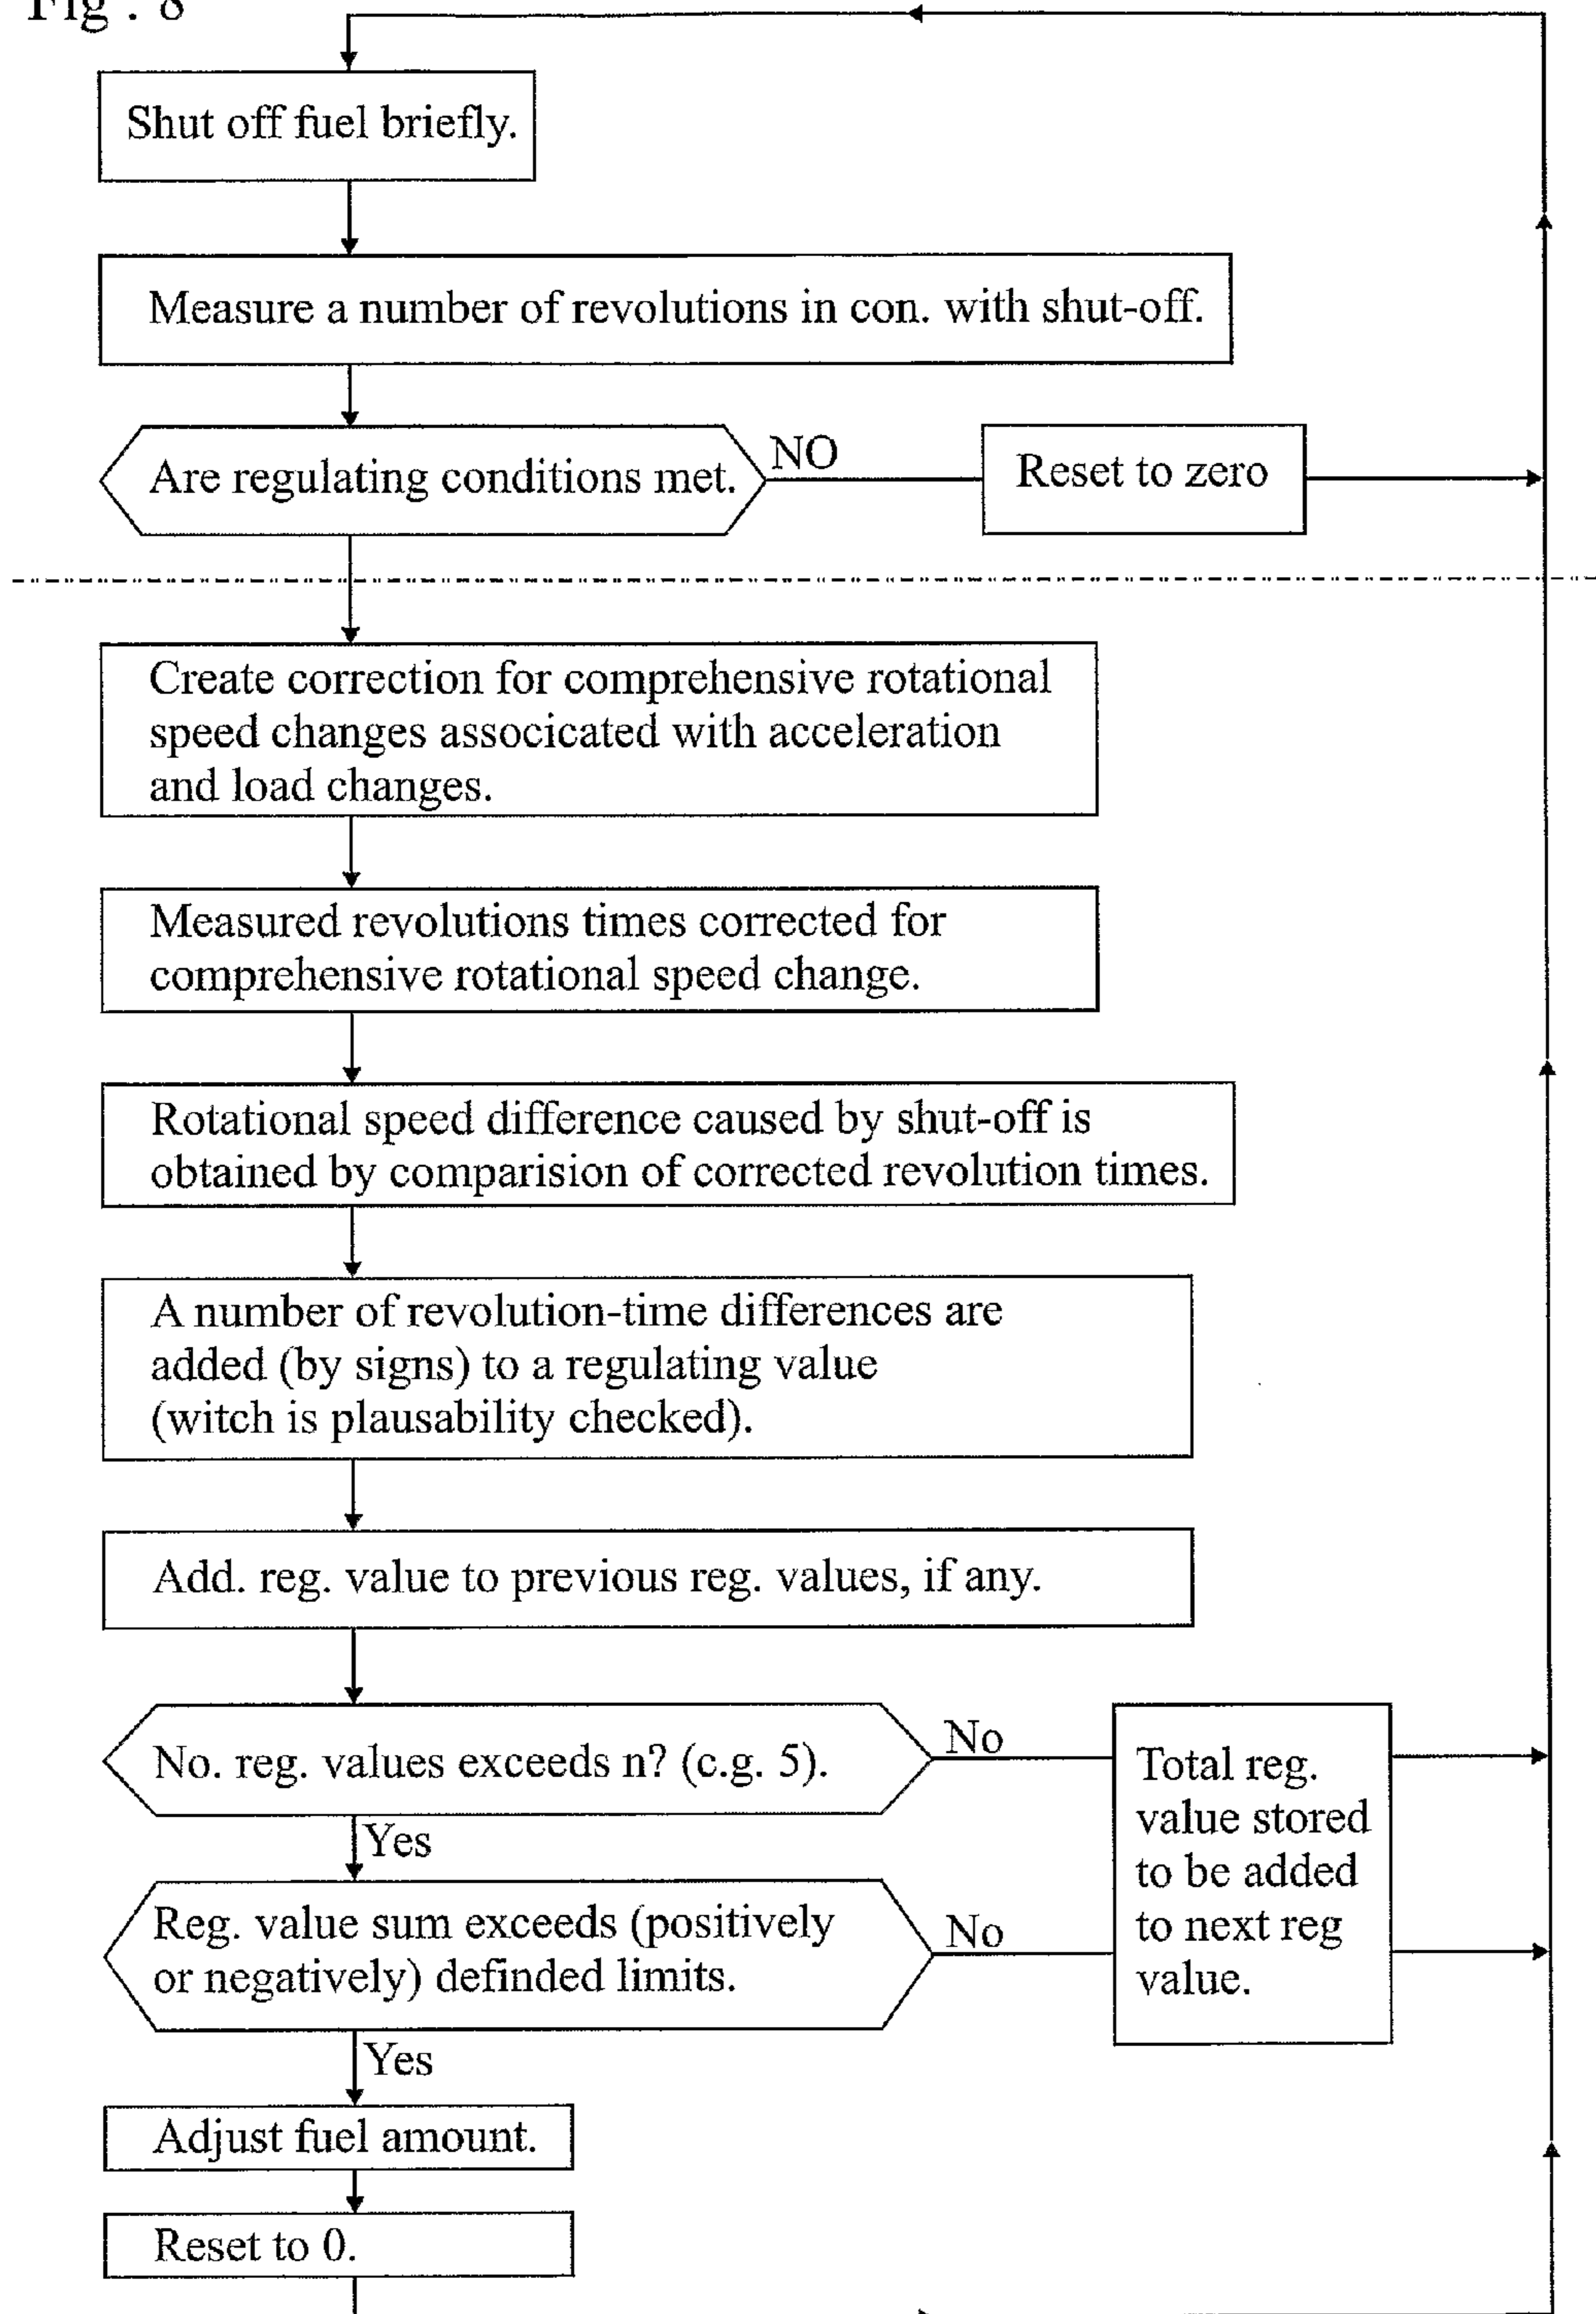 Fig . 8
Shut off fuel briefly.
Measure a number of revolutions in con. with shut-off.
Are regulating conditions met.
NO
Reset to zero
Create correction for comprehensive rotational
speed changes associcated with acceleration
and load changes.
Measured revolutions times corrected for
comprehensive rotational speed change.
Rotational speed difference caused by shut-off is
obtained by comparision of corrected revolution times.
A number of revolution-time differences are
added (by signs) to a regulating value
(witch is plausability checked).
Add. reg. value to previous reg. values, if any.
No. reg. values exceeds n? (c.g. 5).
No
Yes
Reg. value sum exceeds (positively
or negatively) definded limits.
No
Total reg.
value stored
to be added
to next reg
value.
Yes
Adjust fuel amount.
Reset to 0.